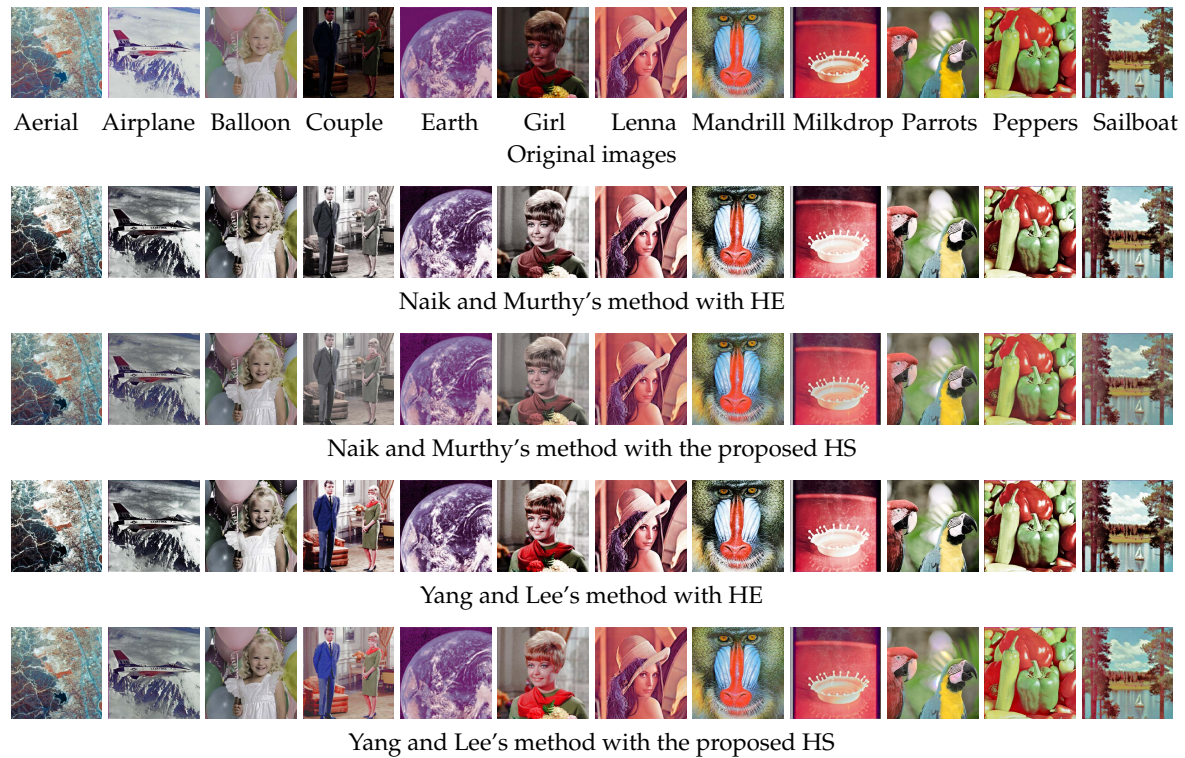 Aerial Airplane Balloon Couple Earth Girl Lenna Mandrill Milkdrop Parrots Peppers Sailboat
Original images
Naik and Murthy’s method with HE
Naik and Murthy’s method with the proposed HS
Yang and Lee’s method with HE
Yang and Lee’s method with the proposed HS